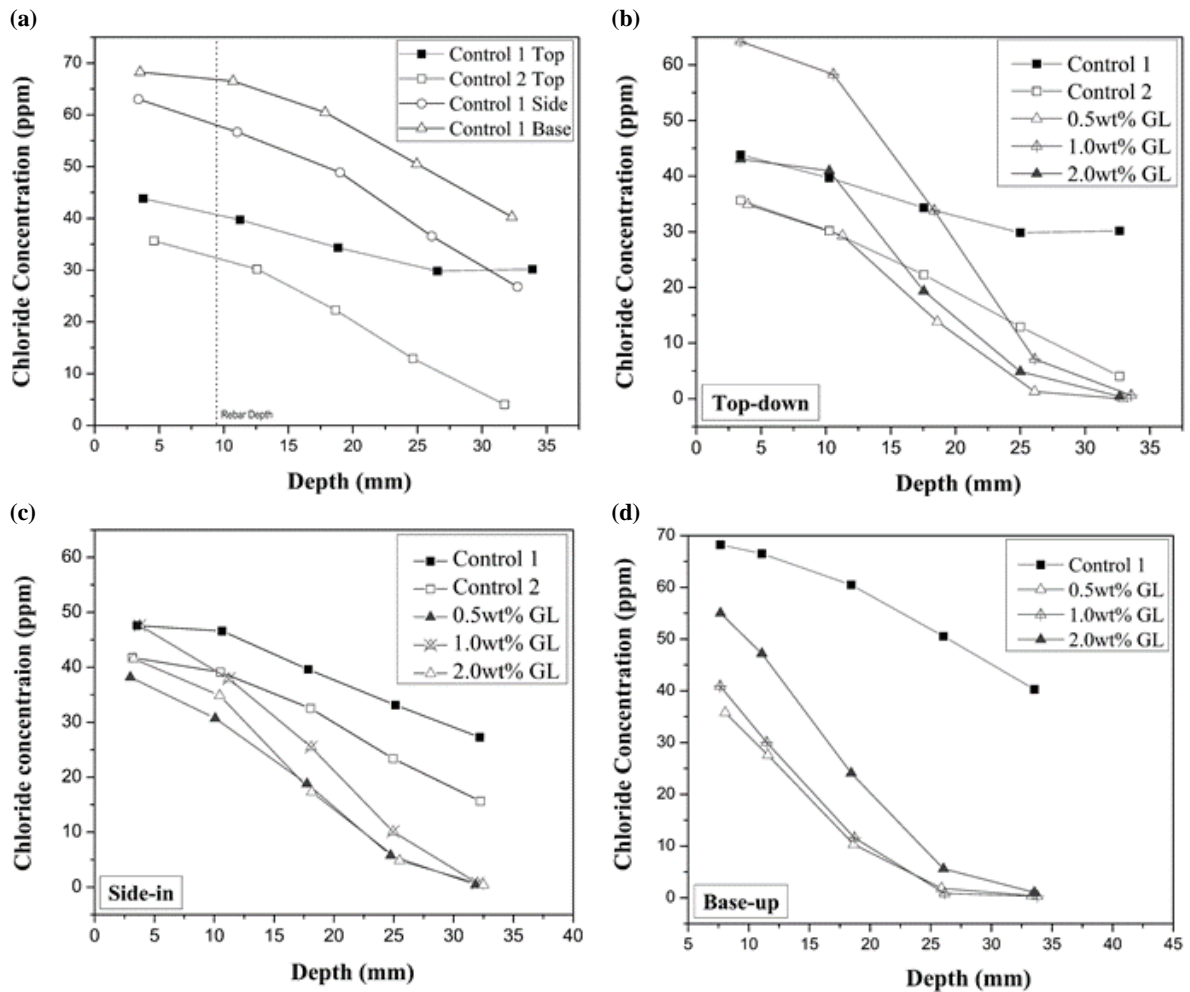 (a)
75
70
60
50
40
30
20
10
0
Chloride Concentration (ppm)
Control 1 Top
Control 2 Top
Control 1 Side
Control 1 Base
Rebar Depth
0 5 10 15 20 25 30 35
Depth (mm)
(b)
60
50
40
30
20
10
0
Chloride Concentration (ppm)
Control 1
Control 2
0.5wt% GL
1.0wt% GL
2.0wt% GL
Top-down
0 5 10 15 20 25 30 35
Depth (mm)
(c)
60
50
40
30
20
10
0
Chloride concentraion (ppm)
Control 1
Control 2
0.5wt% GL
1.0wt% GL
2.0wt% GL
Side-in
0 5 10 15 20 25 30 35 40
Depth (mm)
(d)
70
60
50
40
30
20
10
0
Chloride Concentration (ppm)
Control 1
0.5wt% GL
1.0wt% GL
2.0wt% GL
Base-up
5 10 15 20 25 30 35 40 45
Depth (mm)